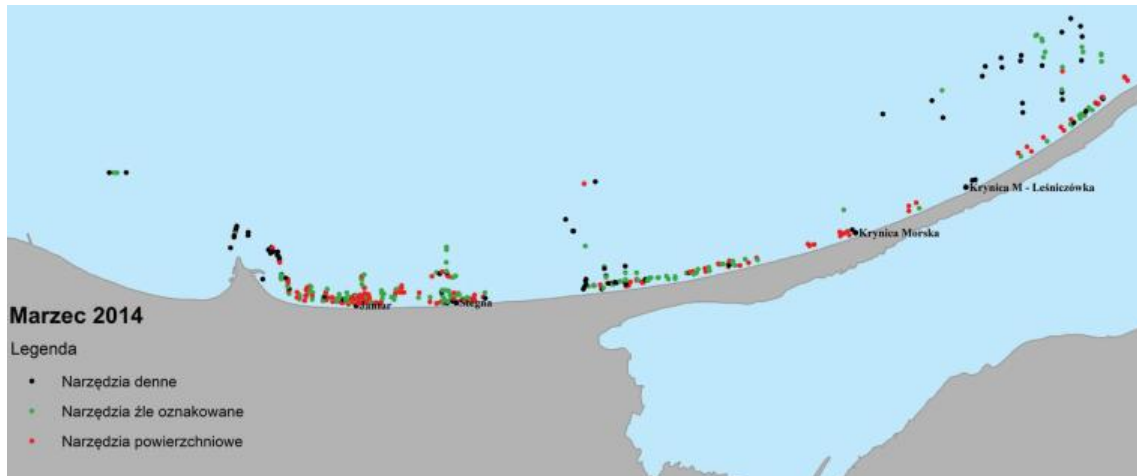 Krynica M - Leśniczówka
Krynica Morska
Jantar
Stegna
Marzec 2014
Legenda
Narzędzia denne
Narzędzia źle oznakowane
Narzędzia powierzchniowe